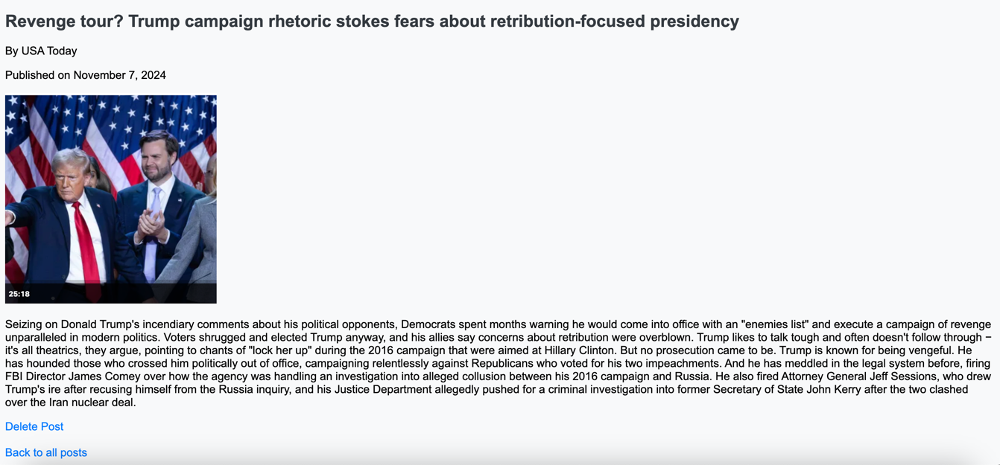 Revenge tour? Trump campaign rhetoric stokes fears about retribution-focused presidency
By USA Today
Published on November 7, 2024
25:18
Seizing on Donald Trump's incendiary comments about his political opponents, Democrats spent months warning he would come into office with an "enemies list" and execute a campaign of revenge
unparalleled in modern politics. Voters shrugged and elected Trump anyway, and his allies say concerns about retribution were overblown. Trump likes to talk tough and often doesn't follow through –
it's all theatrics, they argue, pointing to chants of "lock her up" during the 2016 campaign that were aimed at Hillary Clinton. But no prosecution came to be. Trump is known for being vengeful. He
has hounded those who crossed him politically out of office, campaigning relentlessly against Republicans who voted for his two impeachments. And he has meddled in the legal system before, firing
FBI Director James Comey over how the agency was handling an investigation into alleged collusion between his 2016 campaign and Russia. He also fired Attorney General Jeff Sessions, who drew
Trump's ire after recusing himself from the Russia inquiry, and his Justice Department allegedly pushed for a criminal investigation into former Secretary of State John Kerry after the two clashed
over the Iran nuclear deal.
Delete Post
Back to all posts